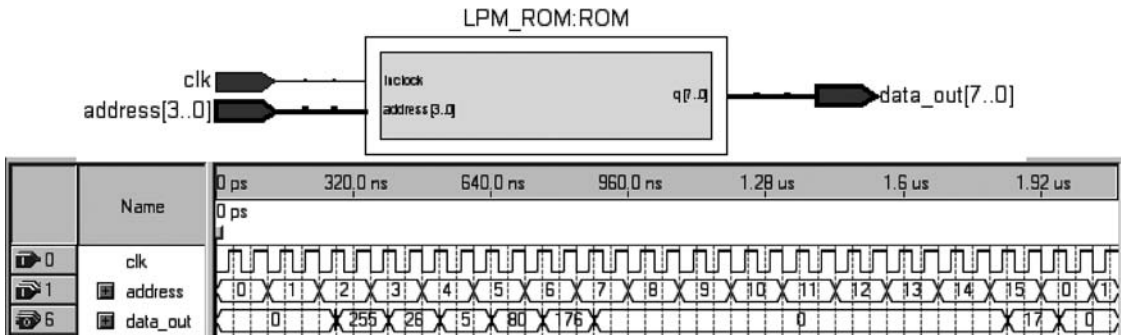 LPM_ROM:ROM
clk
inclock
address[3..0]
address[3..0]
q[7..0]
data_out[7..0]
Name
0 ps 320.0 ns 640.0 ns 960.0 ns 1.28 us 1.6 us 1.92 us
0 ps
0 clk
1 address 0 1 2 3 4 5 6 7 8 9 10 11 12 13 14 15 0 1
6 data_out 0 255 26 5 80 176 0 17 0